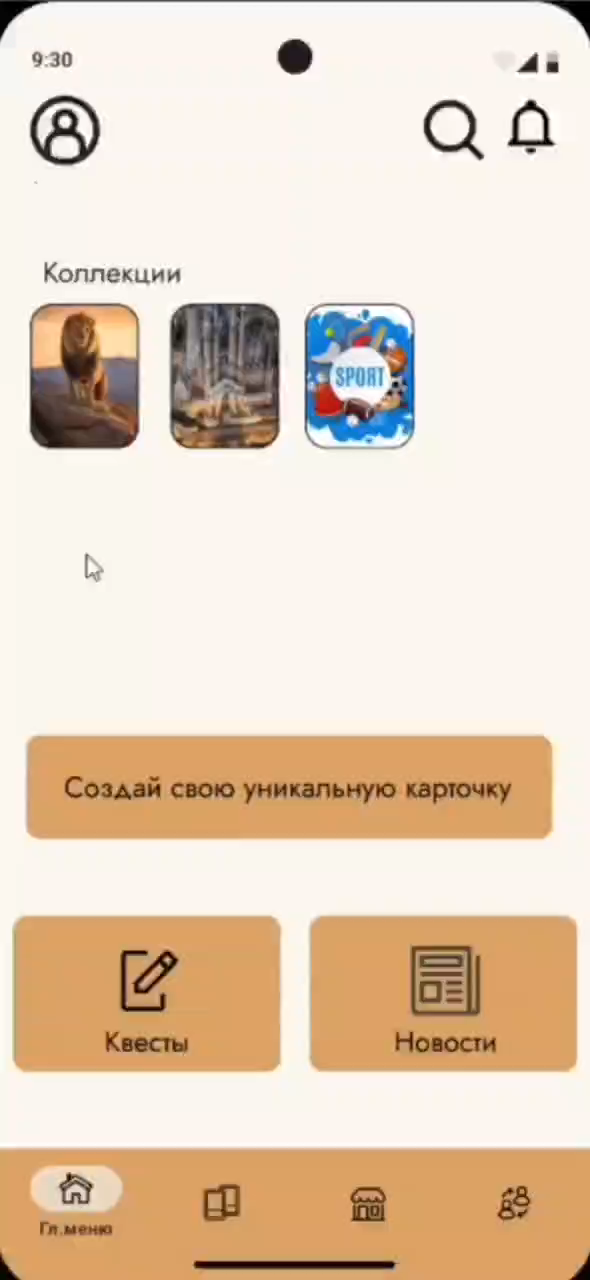 9:30
Коллекции
SPORT
Создай свою уникальную карточку
Квесты
Новости
Гл.меню